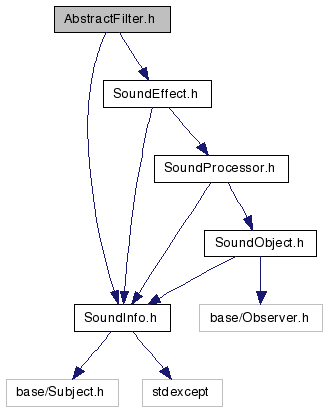 AbstractFilter.h
SoundEffect.h
SoundProcessor.h
SoundObject.h
SoundInfo.h
base/Observer.h
base/Subject.h
stdexcept